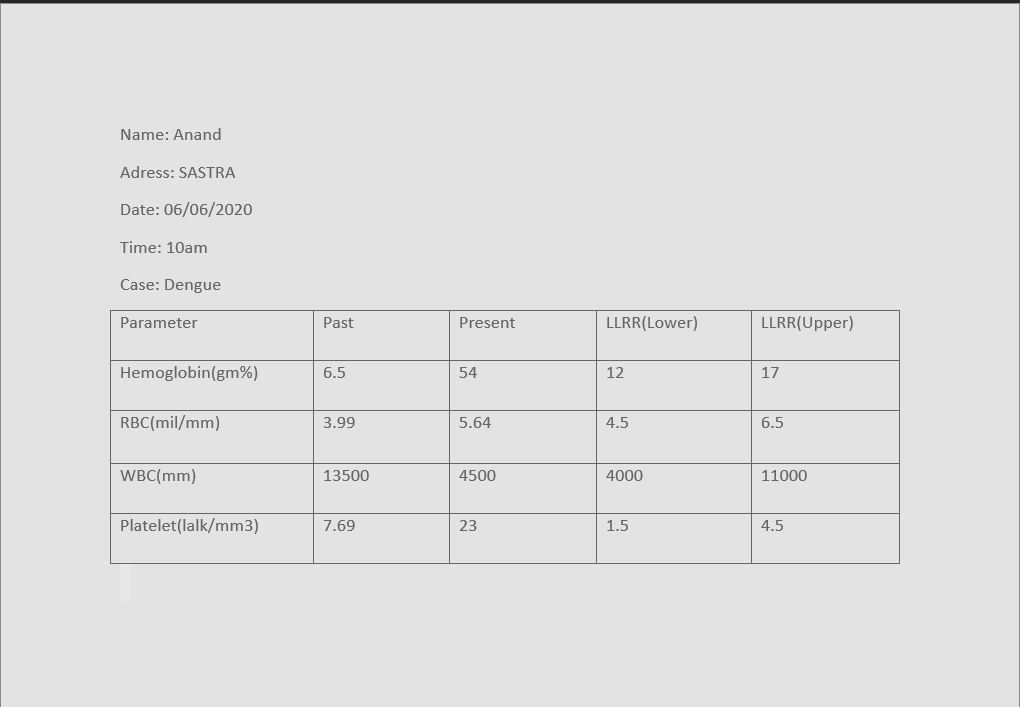 Name: Anand
Adress: SASTRA
Date: 06/06/2020
Time: 10am
Case: Dengue
Parameter Past Present LLRR(Lower) LLRR(Upper)
Hemoglobin(gm%) 6.5 54 12 17
RBC(mil/mm) 3.99 5.64 4.5 6.5
WBC(mm) 13500 4500 4000 11000
Platelet(lalk/mm3) 7.69 23 1.5 4.5